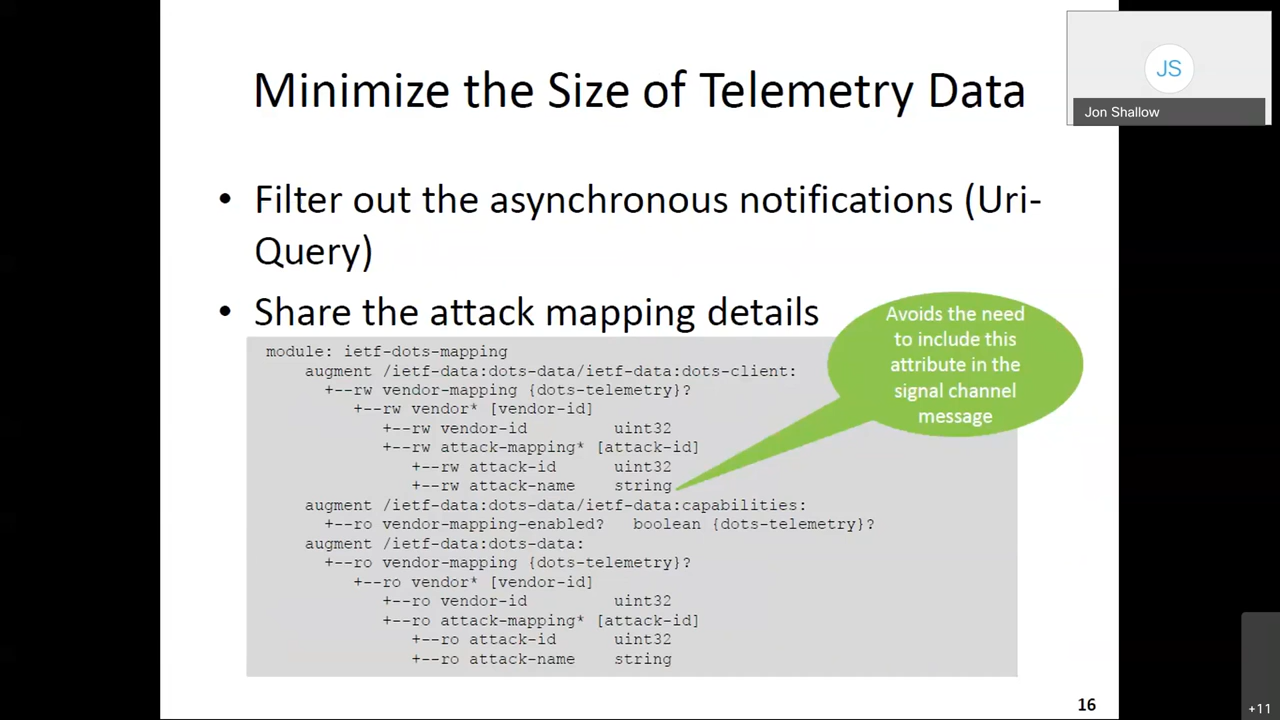 Minimize the Size of Telemetry Data
JS
Jon Shallow
• Filter out the asynchronous notifications (Uri-
Query)
• Share the attack mapping details
Avoids the need
to include this
attribute in the
signal channel
message
module: ietf-dots-mapping
augment /ietf-data:dots-data/ietf-data:dots-client:
+--rw vendor-mapping {dots-telemetry}?
+--rw vendor* [vendor-id]
+--rw vendor-id uint32
+--rw attack-mapping* [attack-id]
+--rw attack-id uint32
+--rw attack-name string
augment /ietf-data:dots-data/ietf-data:capabilities:
+--ro vendor-mapping-enabled? boolean {dots-telemetry}?
augment /ietf-data:dots-data:
+--ro vendor-mapping {dots-telemetry}?
+--ro vendor* [vendor-id]
+--ro vendor-id uint32
+--ro attack-mapping* [attack-id]
+--ro attack-id uint32
+--ro attack-name string
16
+11